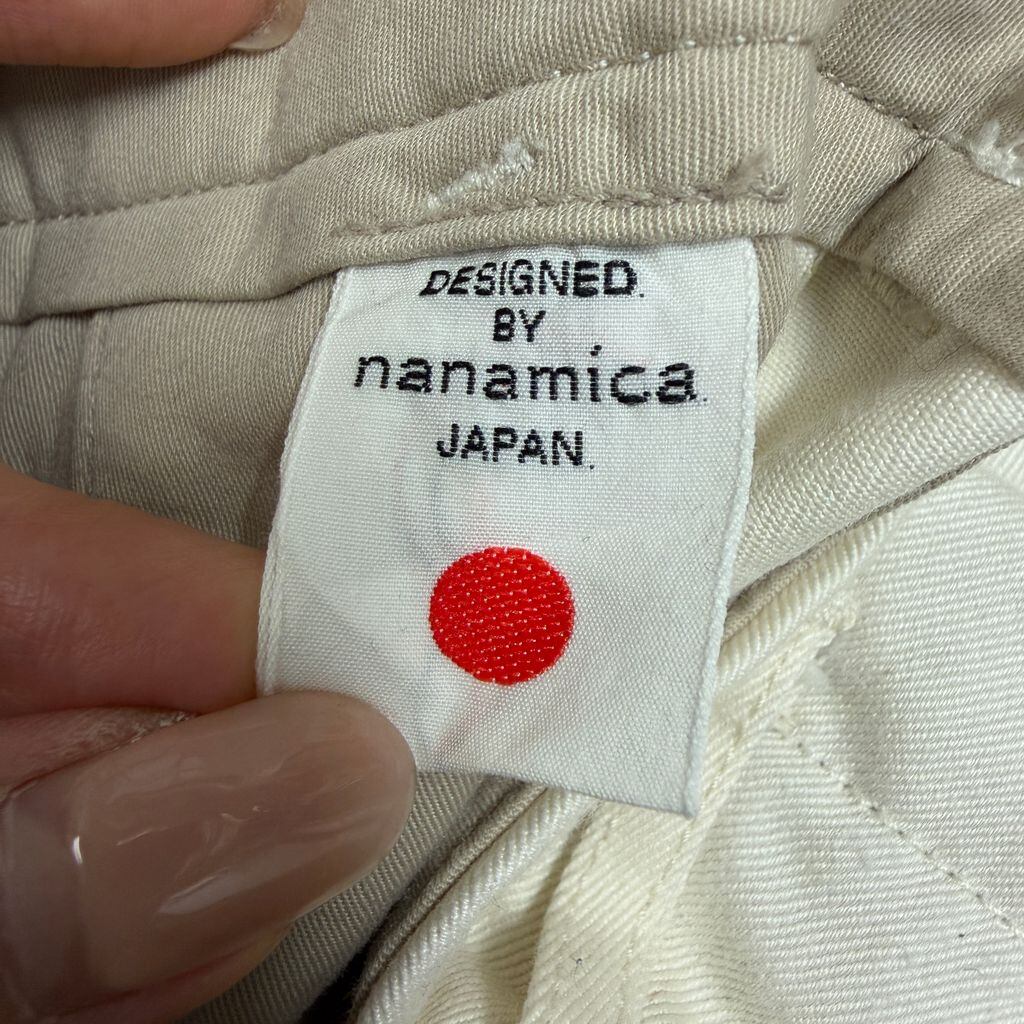 DESIGNED.
BY
nanamica.
JAPAN.